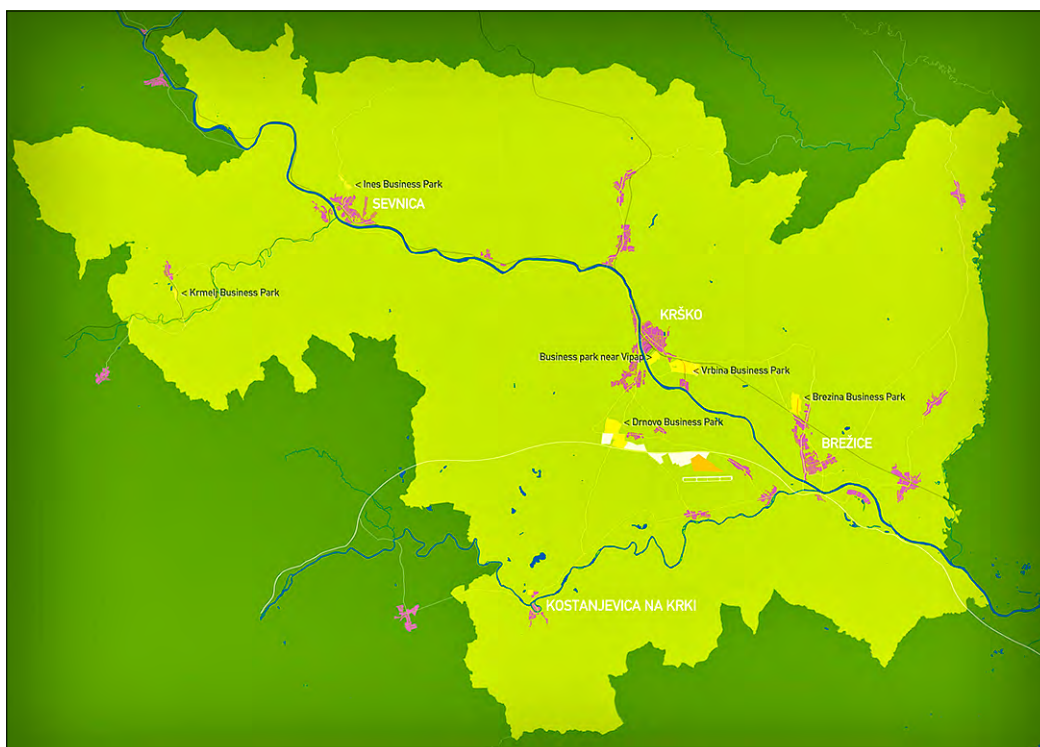 < Ines Business Park
SEVNICA
< Krmelj Business Park
KRŠKO
Business park near Vipap >
< Vrbina Business Park
< Brezina Business Park
< Drnovo Business Park
BREŽICE
KOSTANJEVICA NA KRKI